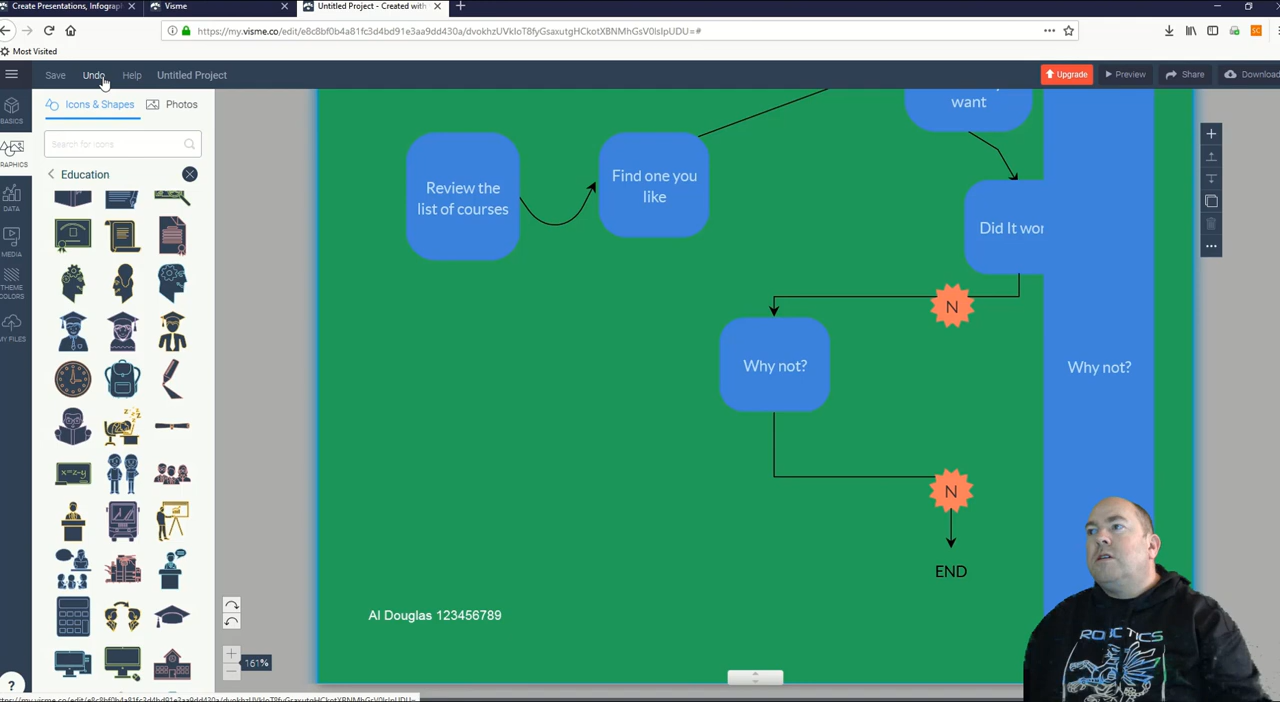 Create Presentations, Infograp
Visme
Untitled Project - Created with
https://my.visme.co/edit/e8c8bf0b4a81fc3d4bd91e3aa9dd430a/dvokhzUVkIoT8fyGsaxutgHCkotXBNMhGsV0lsIpUDU=#
Most Visited
Save
Undo
Help
Untitled Project
Upgrade
Preview
Share
Download
BASICS
Icons & Shapes
Photos
Search for Icons
RAPHICS
Education
DATA
MEDIA
THEME
COLORS
MY FILES
want
Review the
list of courses
Find one you
like
Did It wor
N
Why not?
Why not?
N
END
Al Douglas 123456789
161%
x=z-y
ROBOTICS
?